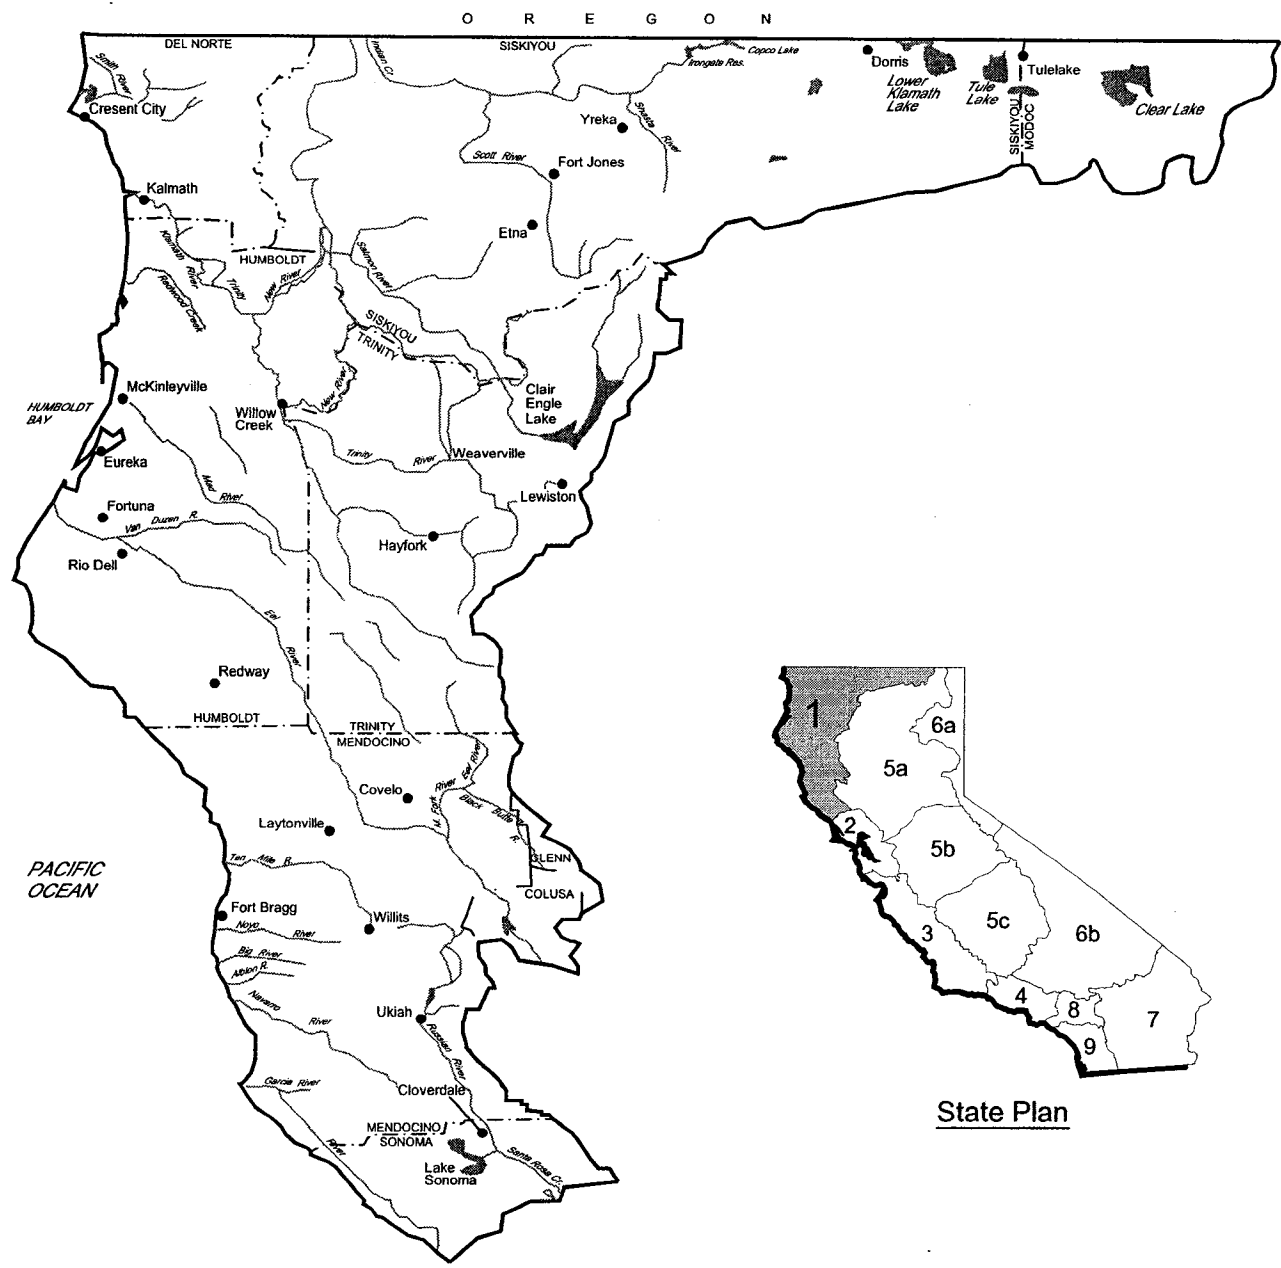 O R E G O N
DEL NORTE
SISKIYOU
Smith River
Indian Cr.
Copco Lake
Irongate Res.
Dorris
Tulelake
Lower
Klamath
Lake
Tule
Lake
Clear Lake
Cresent City
Yreka
Shasta River
SISKIYOU
MODOC
Scott River
Fort Jones
Kalmath
Etna
Klamath River
HUMBOLDT
Salmon River
Trinity
New River
Redwood Creek
SISKIYOU
TRINITY
McKinleyville
HUMBOLDT
BAY
New River
Clair
Engle
Lake
Willow
Creek
Trinity River
Weaverville
Eureka
Mad River
Lewiston
Fortuna
Van Duzen R.
Hayfork
Rio Dell
Eel River
Redway
HUMBOLDT
TRINITY
MENDOCINO
Covelo
M. Fork River
Eel River
Black Butte R.
Laytonville
Ten Mile R.
GLENN
COLUSA
PACIFIC
OCEAN
Fort Bragg
Willits
Noyo River
Big River
Albion R.
Navarro River
Ukiah
Russian River
Garcia River
Cloverdale
MENDOCINO
SONOMA
River
Lake
Sonoma
Santa Rosa Cr.
1
6a
5a
2
5b
3
5c
6b
4
8
7
9
State Plan